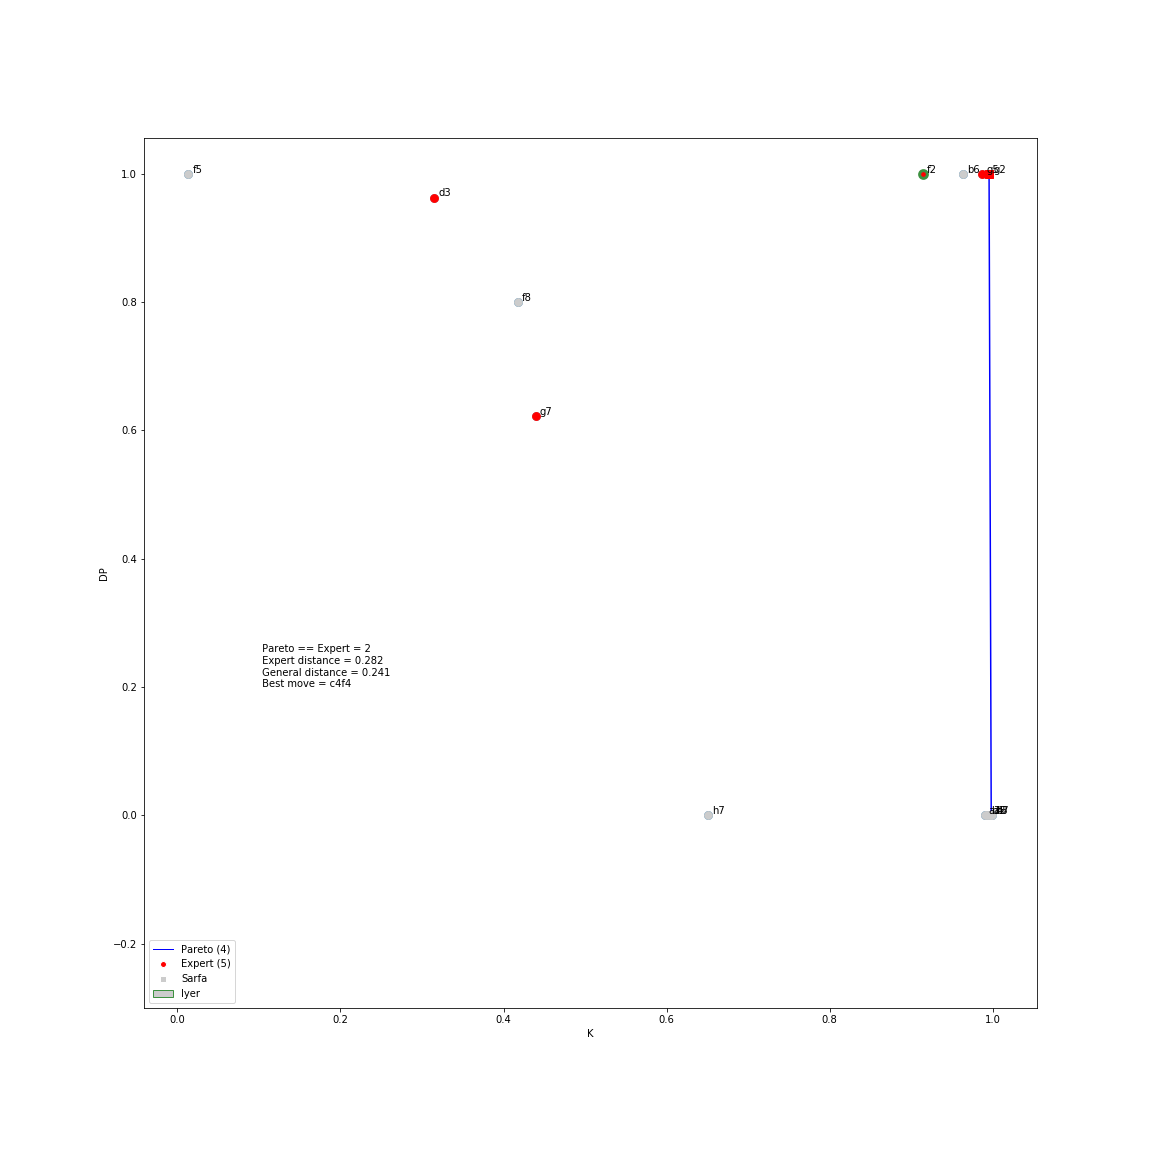 f5
f2
b6
d3
f8
g7
h7
Pareto == Expert = 2
Expert distance = 0.282
General distance = 0.241
Best move = c4f4
1.0
0.8
0.6
0.4
0.2
0.0
−0.2
DP
Pareto (4)
Expert (5)
Sarfa
Iyer
0.0 0.2 0.4 0.6 0.8 1.0
K